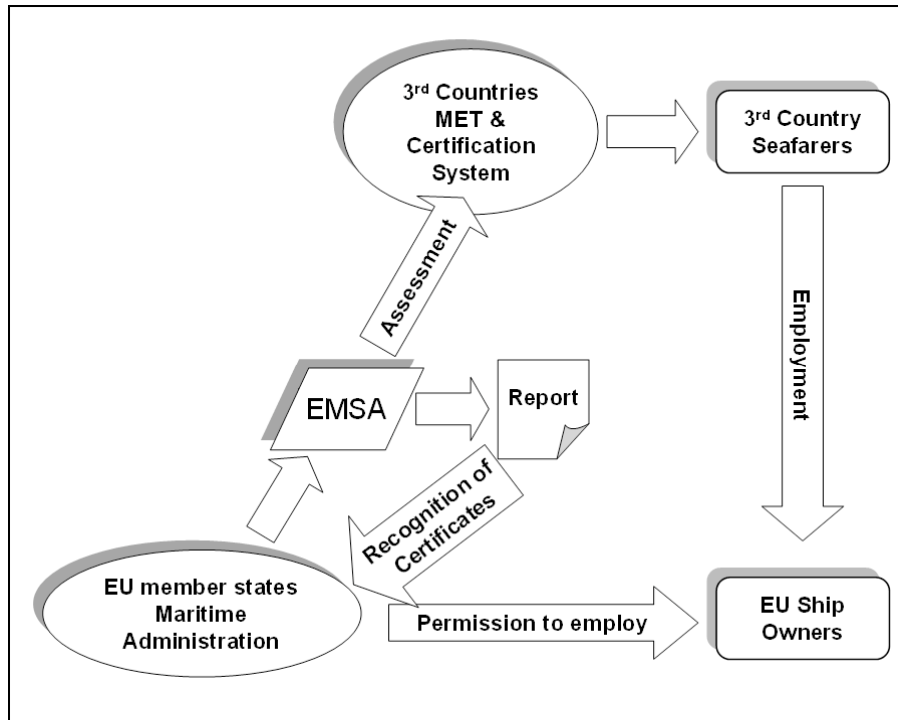 3rd Countries
MET &
Certification
System
3rd Country
Seafarers
Assessment
Employment
EMSA
Report
Recognition of
Certificates
EU member states
Maritime
Administration
Permission to employ
EU Ship
Owners